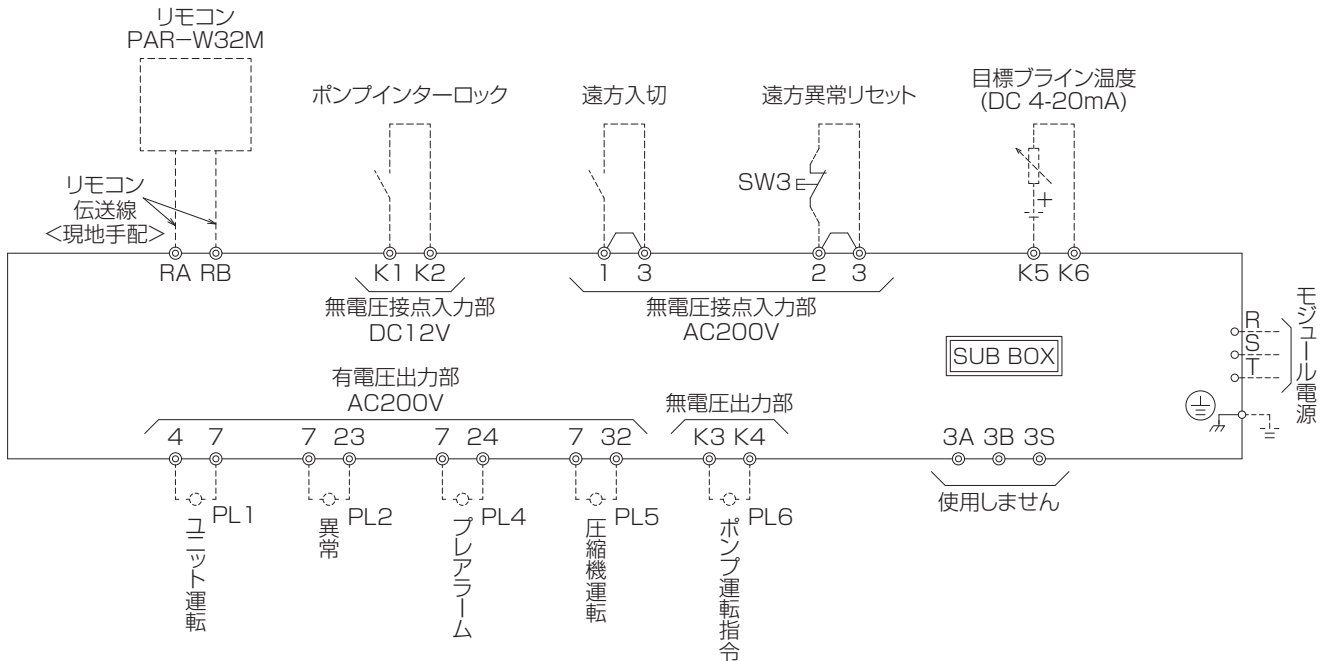 リモコン
PAR-W32M
ポンプインターロック
遠方入切
遠方異常リセット
目標ブライン温度
(DC 4-20mA)
SW3
+
リモコン
伝送線
<現地手配>
RA RB
K1 K2
1 3
2 3
K5 K6
無電圧接点入力部
DC12V
無電圧接点入力部
AC200V
SUB BOX
R
S
T
モジュール電源
有電圧出力部
AC200V
無電圧出力部
4 7
7 23
7 24
7 32
K3 K4
3A 3B 3S
使用しません
PL1
ユニット運転
PL2
異常
PL4
プレアラーム
PL5
圧縮機運転
PL6
ポンプ運転指令